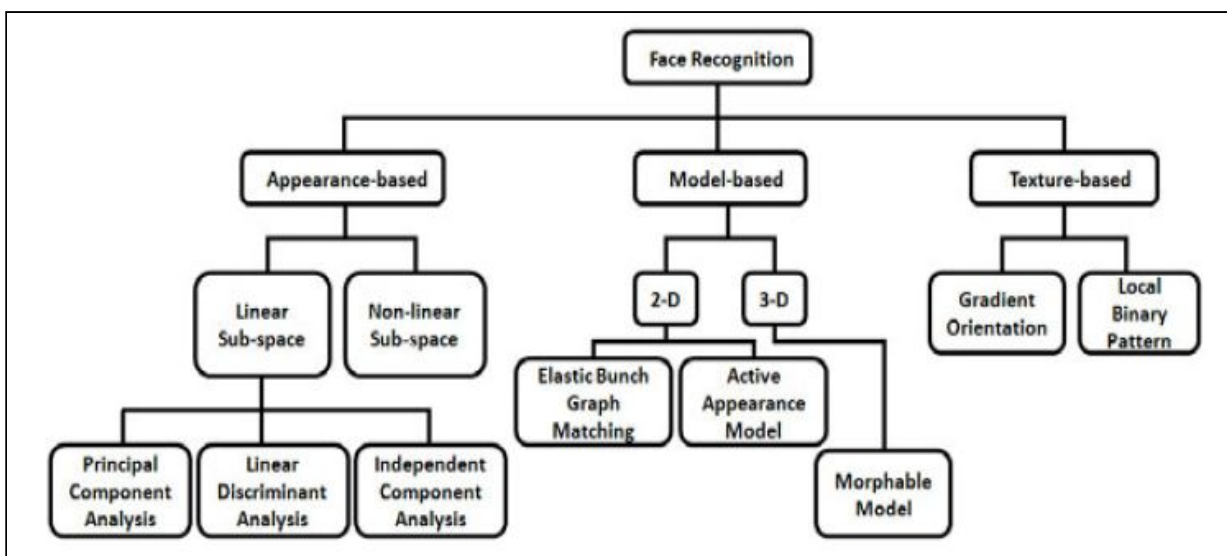 Face Recognition
Appearance-based
Model-based
Texture-based
Linear
Sub-space
Non-linear
Sub-space
2-D
3-D
Gradient
Orientation
Local
Binary
Pattern
Elastic Bunch
Graph
Matching
Active
Appearance
Model
Principal
Component
Analysis
Linear
Discriminant
Analysis
Independent
Component
Analysis
Morphable
Model